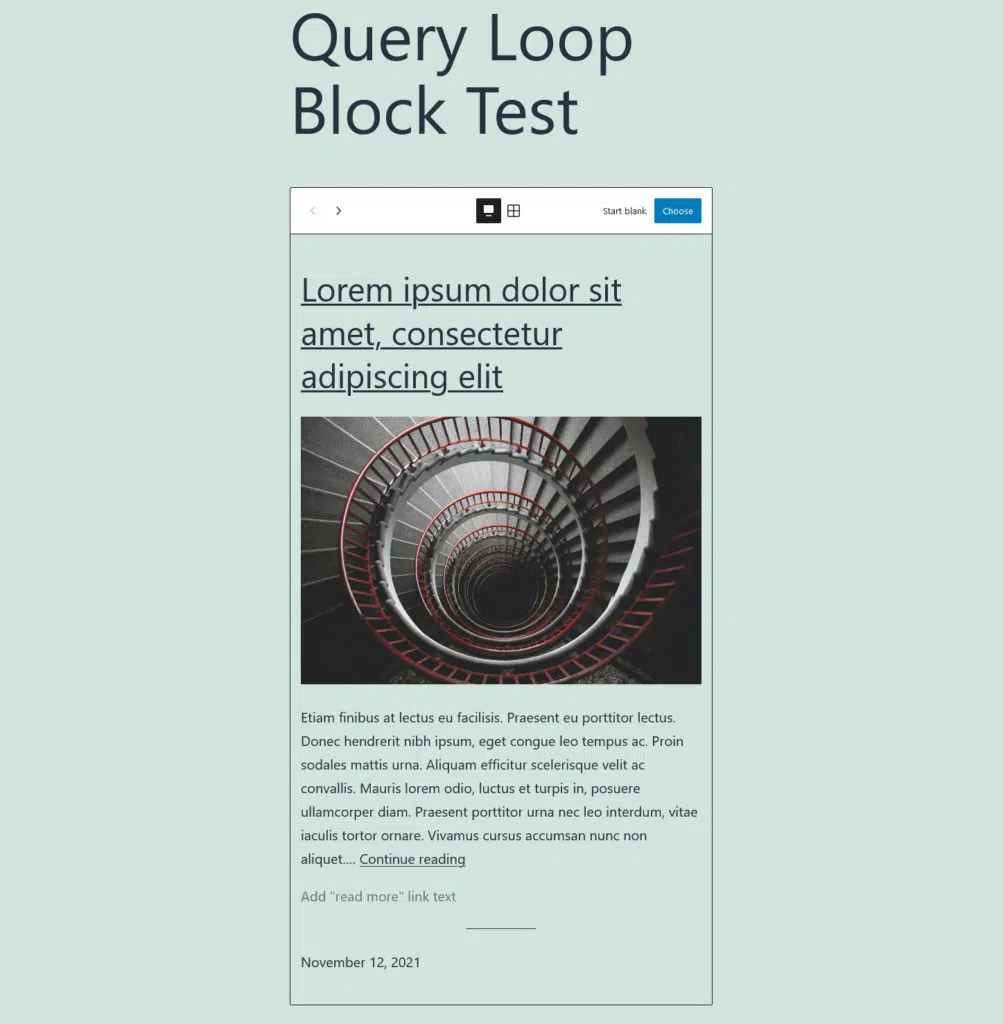 Query Loop
Block Test
Start blank
Choose
Lorem ipsum dolor sit
amet, consectetur
adipiscing elit
Etiam finibus at lectus eu facilisis. Praesent eu porttitor lectus.
Donec hendrerit nibh ipsum, eget congue leo tempus ac. Proin
sodales mattis urna. Aliquam efficitur scelerisque velit ac
convallis. Mauris lorem odio, luctus et turpis in, posuere
ullamcorper diam. Praesent porttitor urna nec leo interdum, vitae
iaculis tortor ornare. Vivamus cursus accumsan nunc non
aliquet.... Continue reading
Add "read more" link text
November 12, 2021